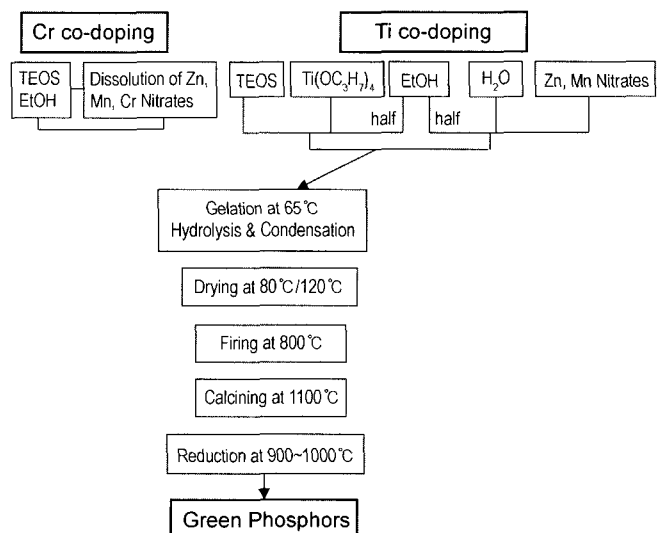 Cr co-doping
Ti co-doping
TEOS
EtOH
Dissolution of Zn,
Mn, Cr Nitrates
TEOS
Ti(OC₃H₇)₄
EtOH
H₂O
Zn, Mn Nitrates
half
half
Gelation at 65℃
Hydrolysis & Condensation
Drying at 80℃/120℃
Firing at 800℃
Calcining at 1100℃
Reduction at 900~1000℃
Green Phosphors